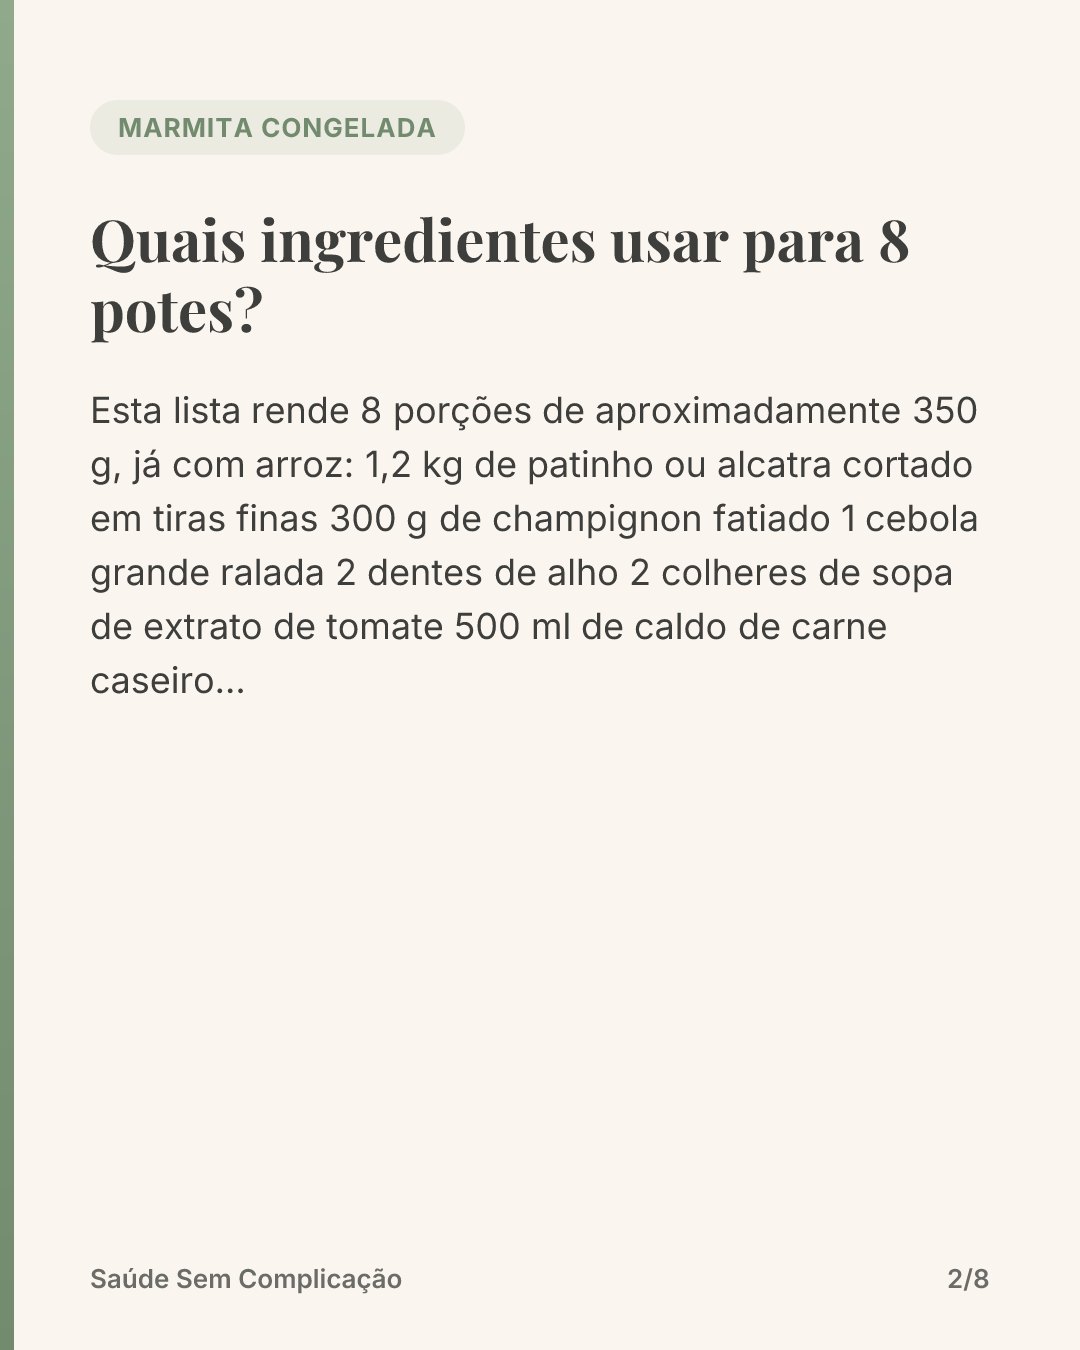 MARMITA CONGELADA
Quais ingredientes usar para 8
potes?
Esta lista rende 8 porções de aproximadamente 350
g, já com arroz: 1,2 kg de patinho ou alcatra cortado
em tiras finas 300 g de champignon fatiado 1 cebola
grande ralada 2 dentes de alho 2 colheres de sopa
de extrato de tomate 500 ml de caldo de carne
caseiro...
Saúde Sem Complicação
2/8